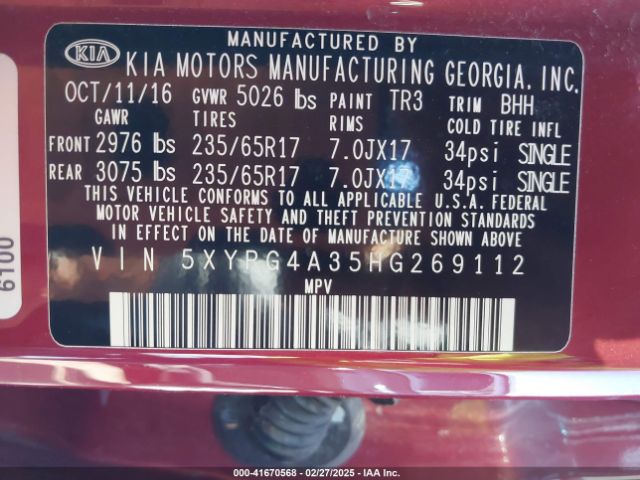 MANUFACTURED BY
KIA KIA MOTORS MANUFACTURING GEORGIA, INC.
OCT/11/16 GVWR 5026 lbs PAINT TR3 TRIM BHH
GAWR TIRES RIMS COLD TIRE INFL
FRONT 2976 lbs 235/65R17 7.0JX17 34psi SINGLE
REAR 3075 lbs 235/65R17 7.0JX17 34psi SINGLE
THIS VEHICLE CONFORMS TO ALL APPLICABLE U.S.A. FEDERAL
MOTOR VEHICLE SAFETY AND THEFT PREVENTION STANDARDS
IN EFFECT ON THE DATE OF MANUFACTURE SHOWN ABOVE.
VIN 5XYPG4A35HG269112
MPV
6100
000-41670568 | 02/27/2025 | IAA Inc.